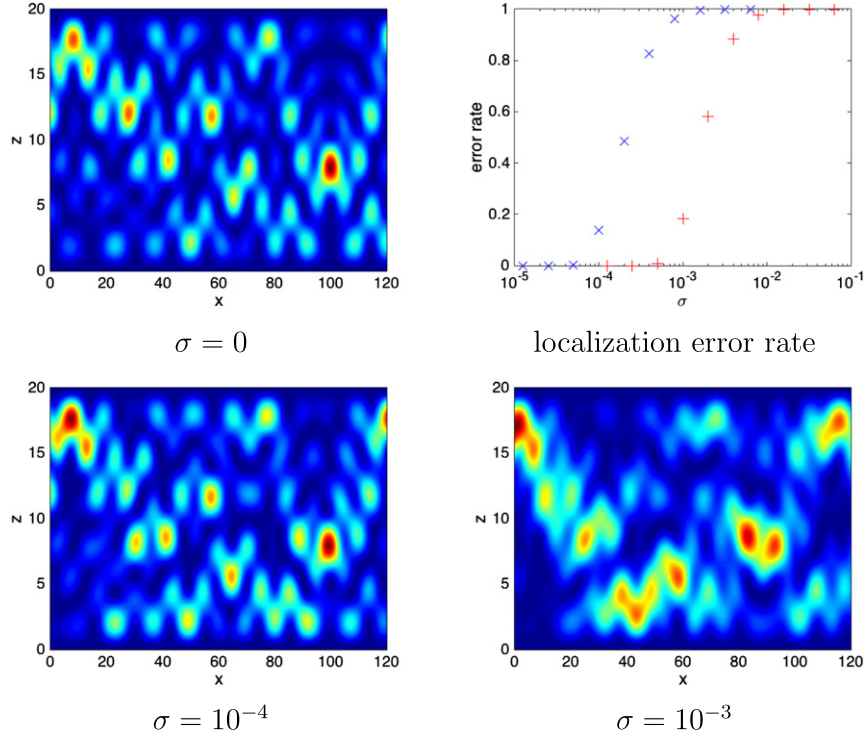 20
15
10
5
0
z
0 20 40 60 80 100 120
x
σ = 0
1
0.8
0.6
0.4
0.2
0
error rate
10⁻⁵ 10⁻⁴ 10⁻³ 10⁻² 10⁻¹
σ
localization error rate
20
15
10
5
0
z
0 20 40 60 80 100 120
x
σ = 10⁻⁴
20
15
10
5
0
z
0 20 40 60 80 100 120
x
σ = 10⁻³